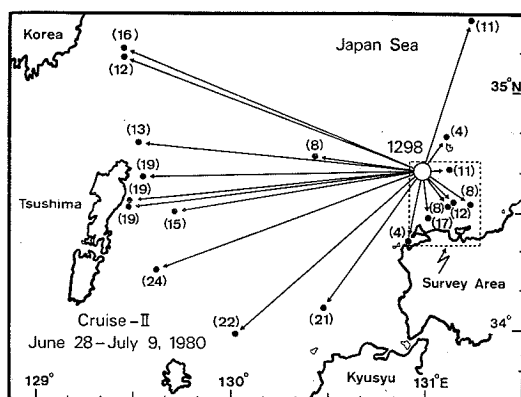 Korea
(16)
(12)
Japan Sea
(11)
35°N
(13)
(8)
1298
(4)
(19)
(11)
Tsushima
(19)
(19)
(15)
(8)
(8)
(12)
(17)
(4)
(24)
Survey Area
Cruise-II
June 28-July 9, 1980
(22)
(21)
34°
Kyusyu
129°
130°
131°E